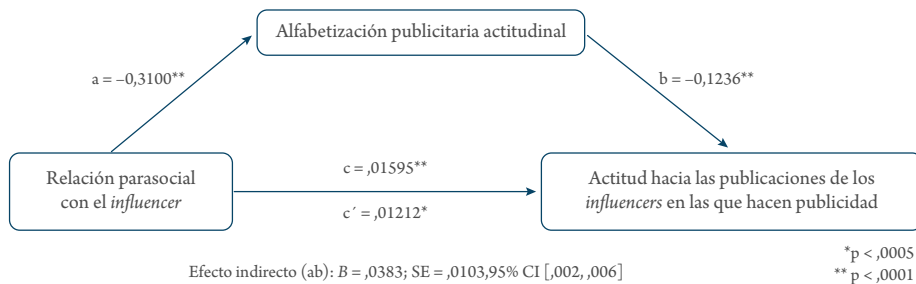 Alfabetización publicitaria actitudinal
a = –0,3100**
b = –0,1236**
Relación parasocial
con el influencer
c = ,01595**
c´ = ,01212*
Actitud hacia las publicaciones de los
influencers en las que hacen publicidad
*p < ,0005
** p < ,0001
Efecto indirecto (ab): B = ,0383; SE = ,0103,95% CI [,002, ,006]